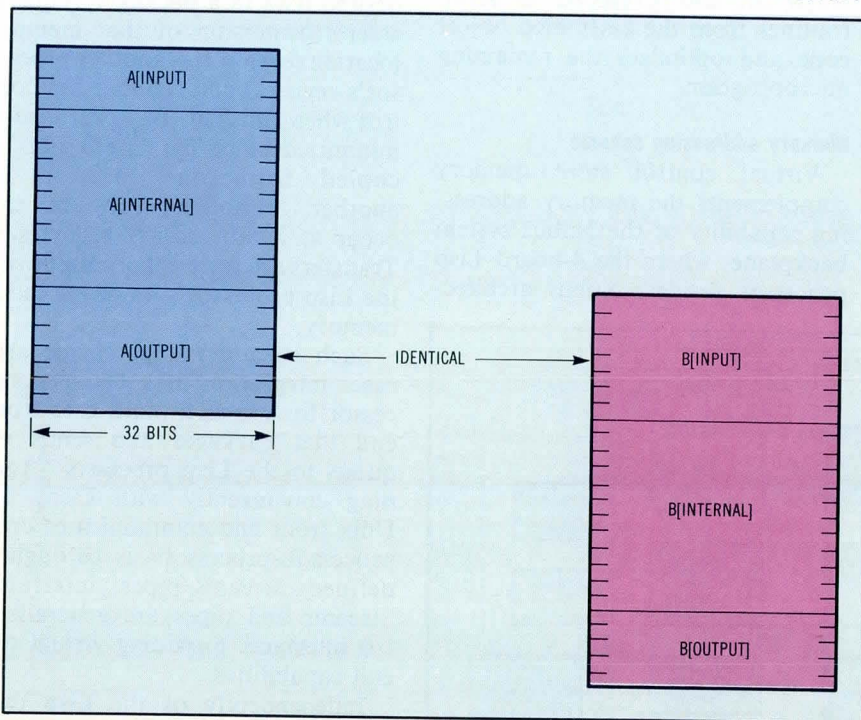 A[INPUT]
A[INTERNAL]
A[OUTPUT]
IDENTICAL
B[INPUT]
32 BITS
B[INTERNAL]
B[OUTPUT]